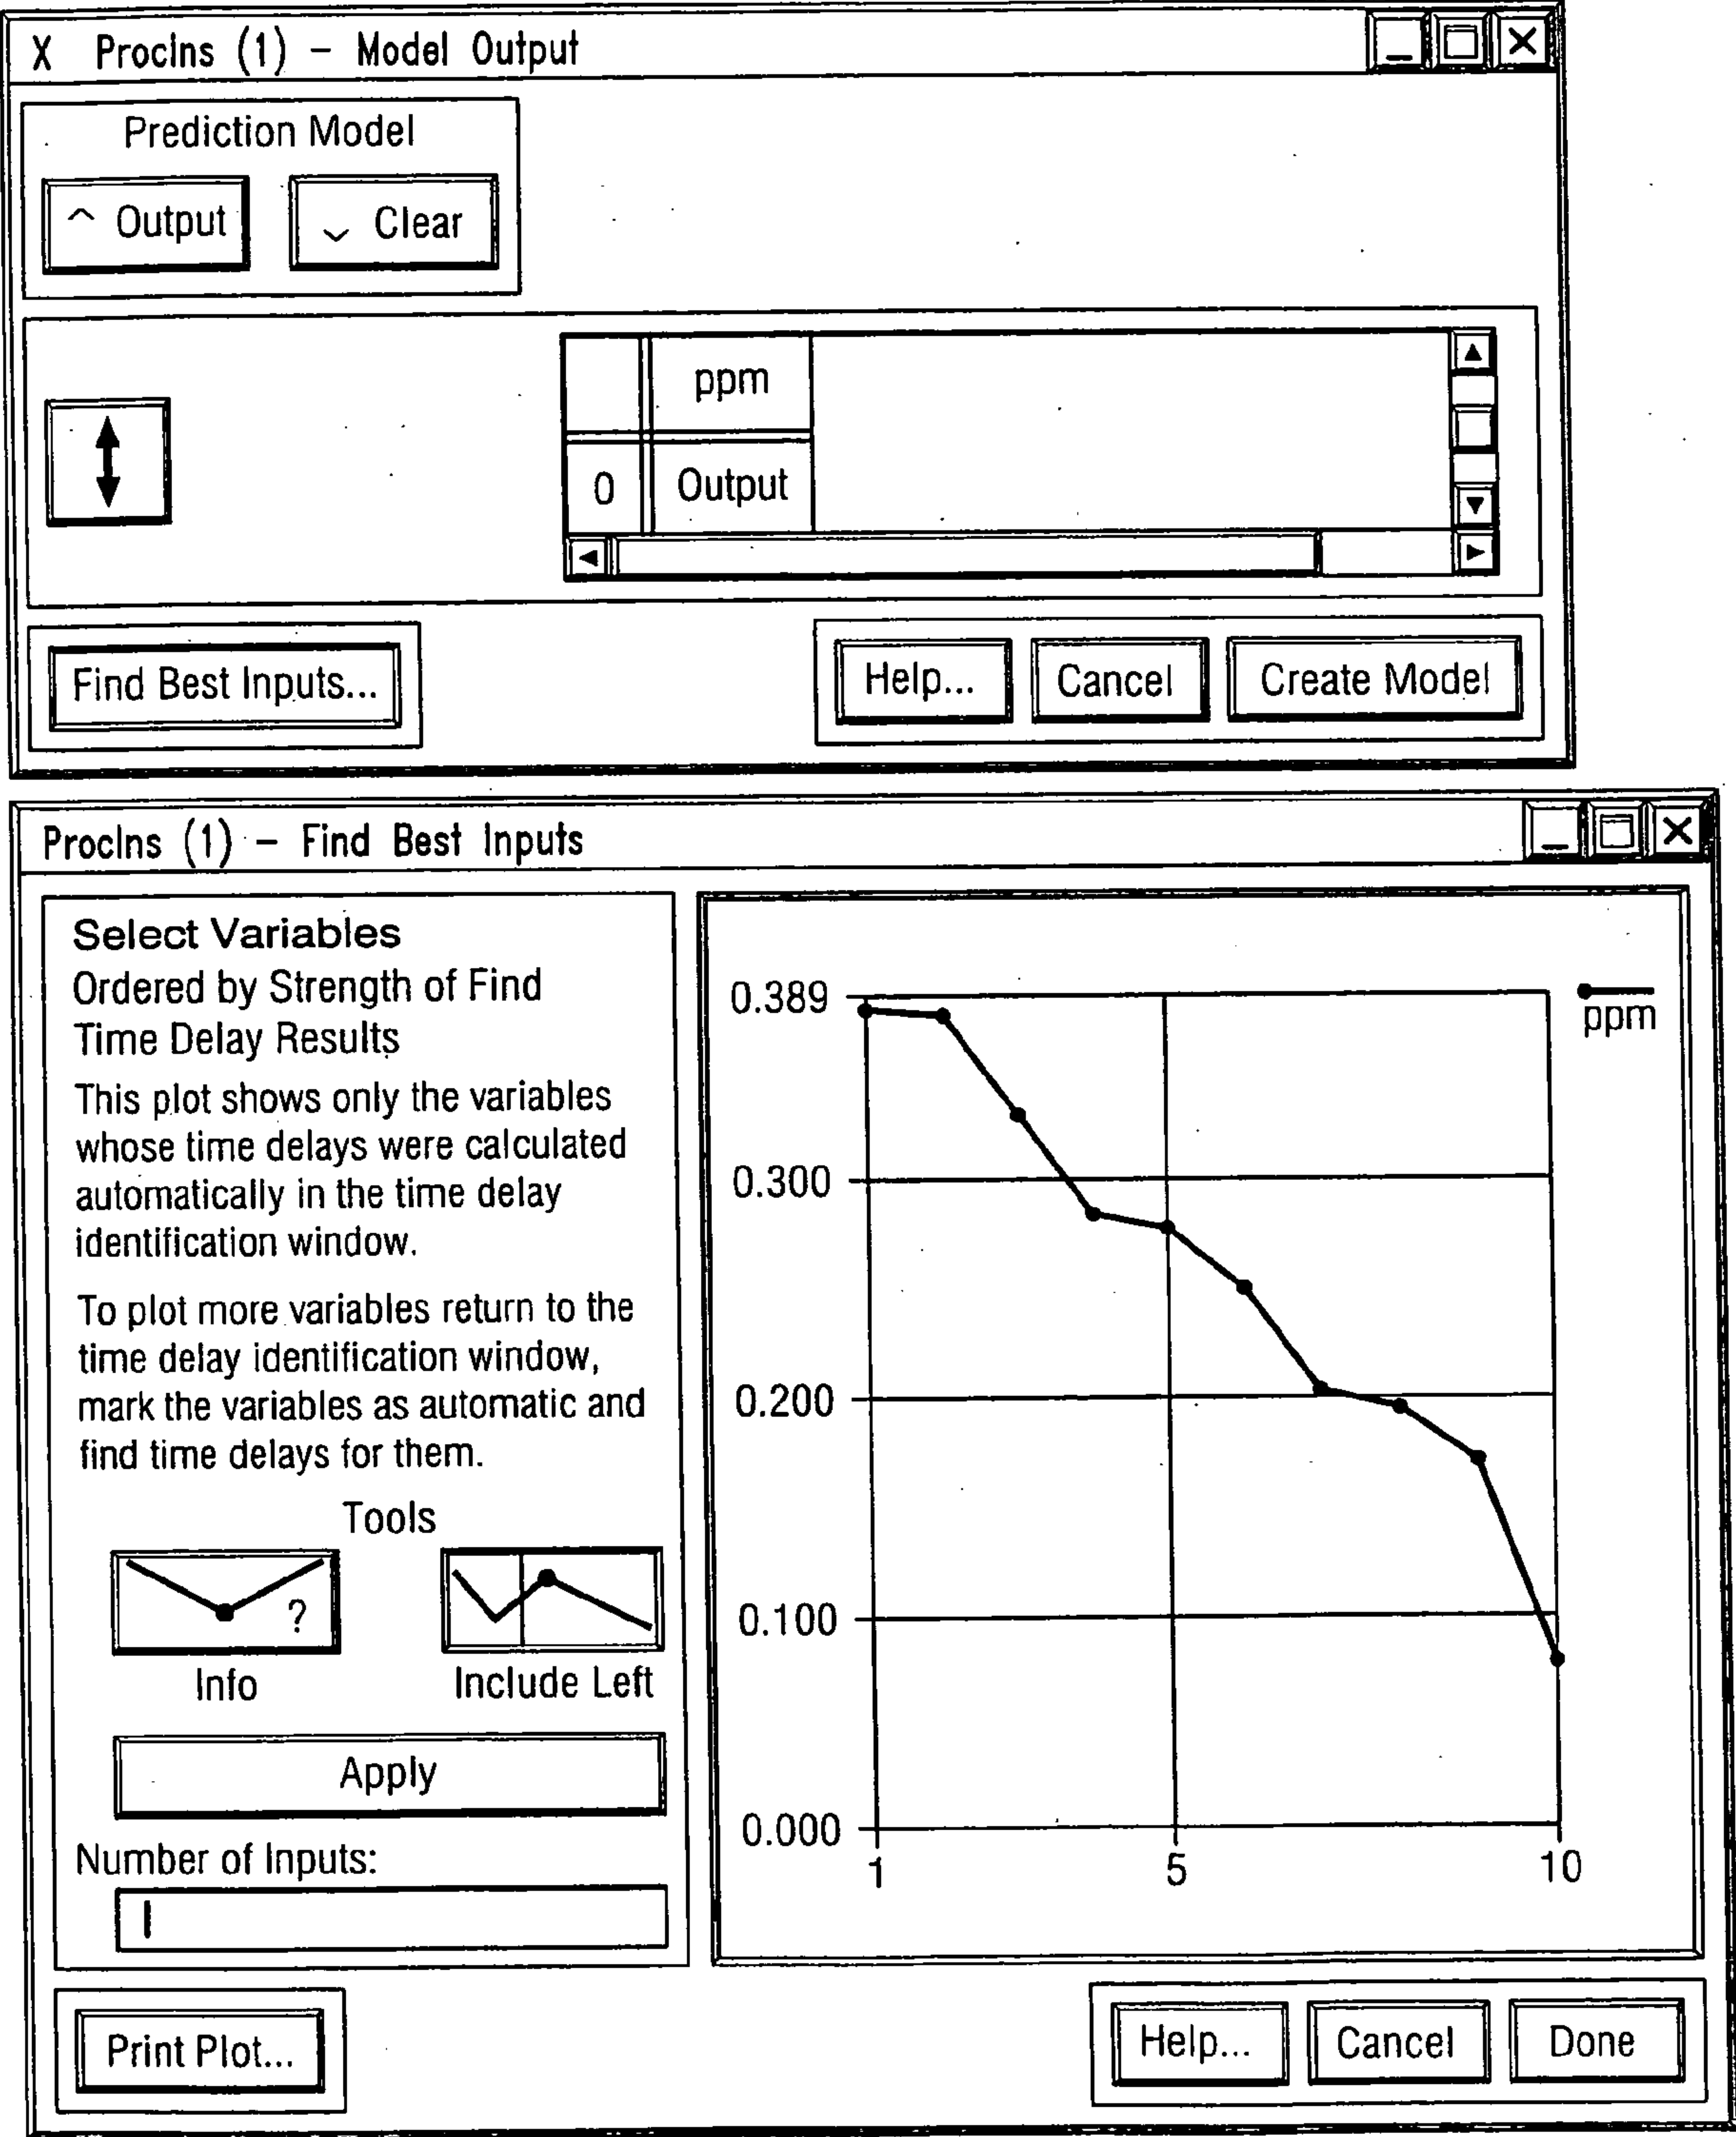 X ProcIns (1) – Model Output
Prediction Model
^ Output
⌄ Clear
ppm
0 Output
Find Best Inputs...
Help...
Cancel
Create Model
ProcIns (1) – Find Best Inputs
Select Variables
Ordered by Strength of Find
Time Delay Results
This plot shows only the variables
whose time delays were calculated
automatically in the time delay
identification window.
To plot more variables return to the
time delay identification window,
mark the variables as automatic and
find time delays for them.
Tools
?
Info
Include Left
Apply
Number of Inputs:
0.389
0.300
0.200
0.100
0.000
1
5
10
ppm
Print Plot...
Help...
Cancel
Done